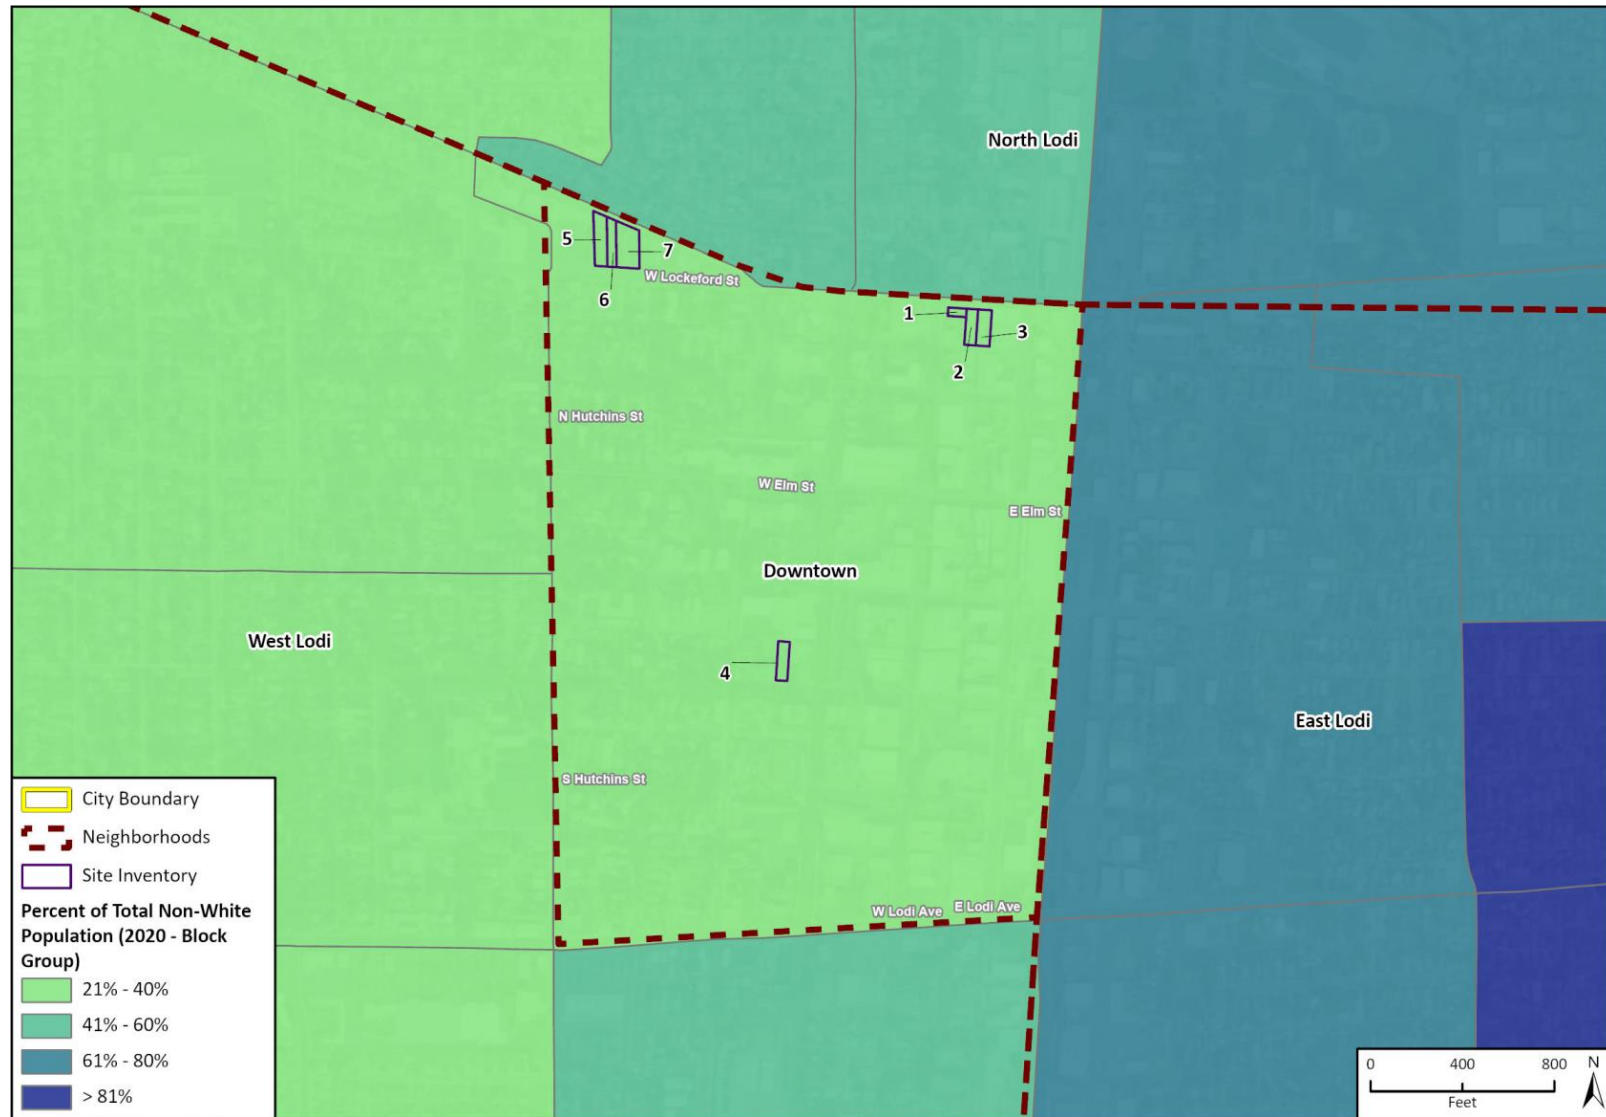 North Lodi
5
7
W Lockeford St
6
1
3
2
N Hutchins St
W Elm St
E Elm St
Downtown
West Lodi
4
East Lodi
S Hutchins St
W Lodi Ave
E Lodi Ave
City Boundary
Neighborhoods
Site Inventory
Percent of Total Non-White
Population (2020 - Block
Group)
21% - 40%
41% - 60%
61% - 80%
> 81%
0 400 800
Feet
N